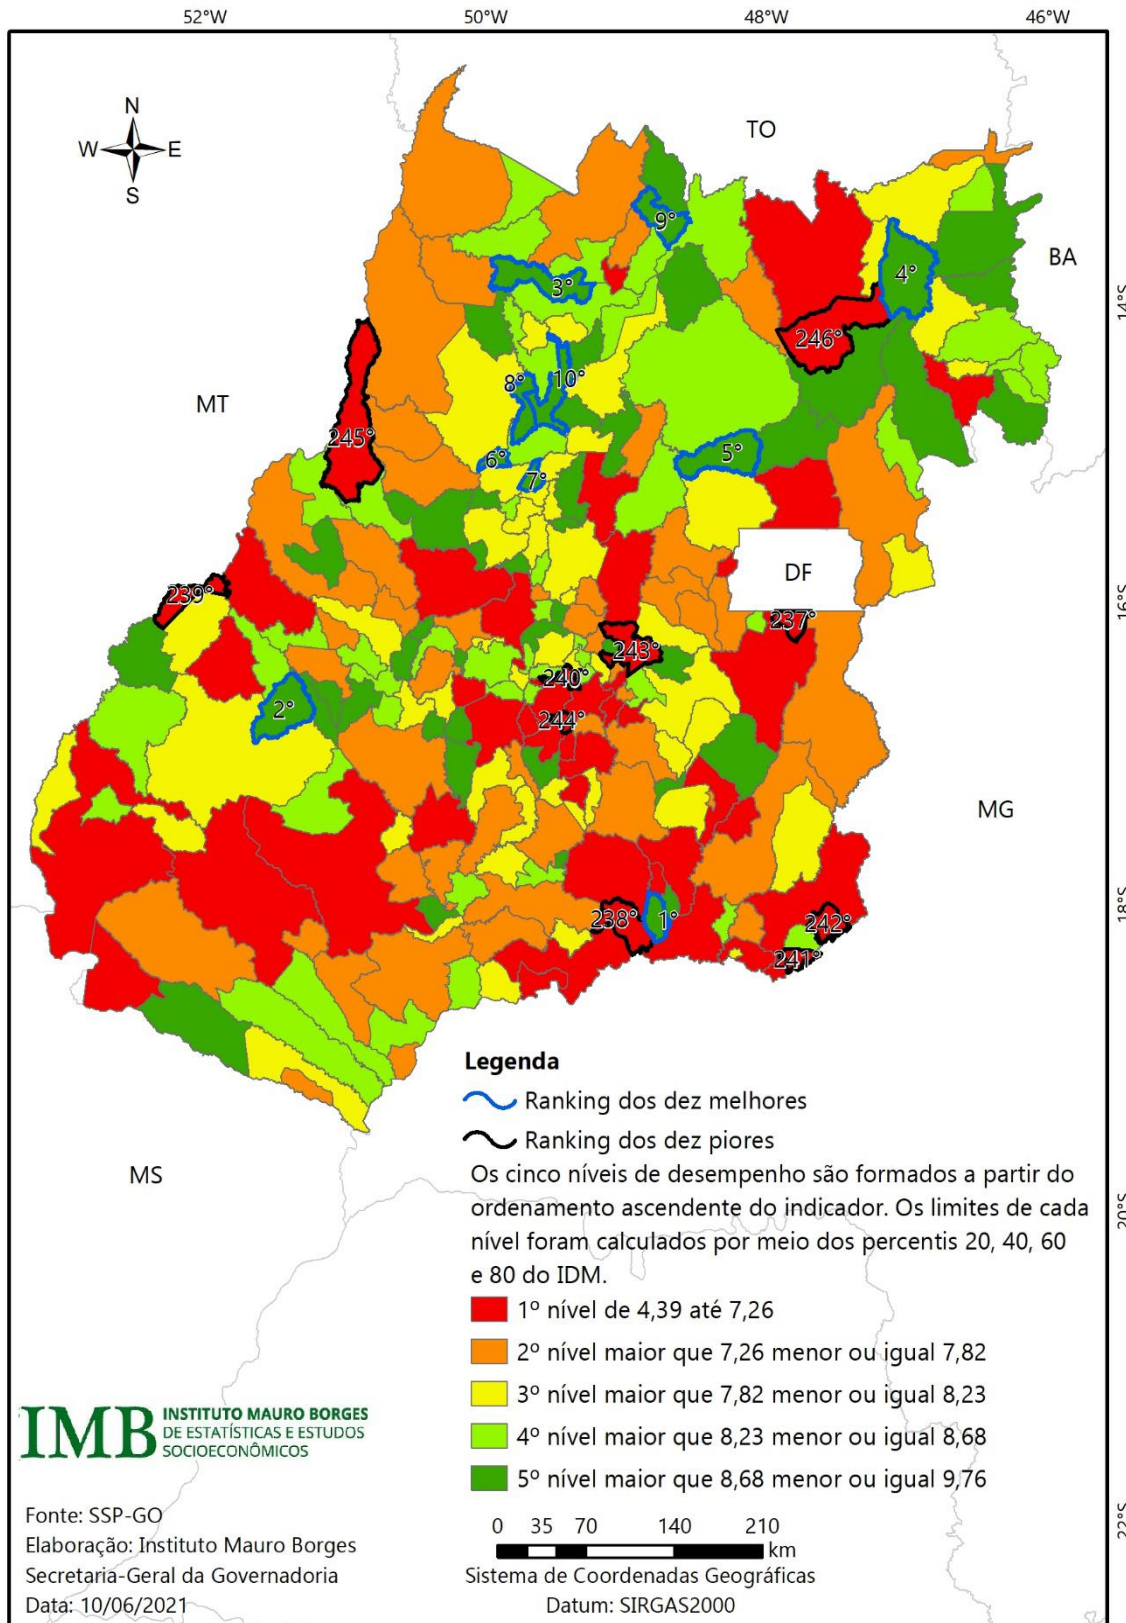 52°W 50°W 48°W 46°W
N
W E
S
TO
BA
MT
DF
MG
MS
14°S
16°S
18°S
20°S
22°S
9°
3°
4°
246°
8°
10°
245°
6°
7°
5°
239°
237°
243°
240°
2°
244°
238°
1°
242°
241°
Legenda
Ranking dos dez melhores
Ranking dos dez piores
Os cinco níveis de desempenho são formados a partir do
ordenamento ascendente do indicador. Os limites de cada
nível foram calculados por meio dos percentis 20, 40, 60
e 80 do IDM.
1º nível de 4,39 até 7,26
2º nível maior que 7,26 menor ou igual 7,82
3º nível maior que 7,82 menor ou igual 8,23
4º nível maior que 8,23 menor ou igual 8,68
5º nível maior que 8,68 menor ou igual 9,76
IMB
INSTITUTO MAURO BORGES
DE ESTATÍSTICAS E ESTUDOS
SOCIOECONÔMICOS
Fonte: SSP-GO
Elaboração: Instituto Mauro Borges
Secretaria-Geral da Governadoria
Data: 10/06/2021
0 35 70 140 210
km
Sistema de Coordenadas Geográficas
Datum: SIRGAS2000